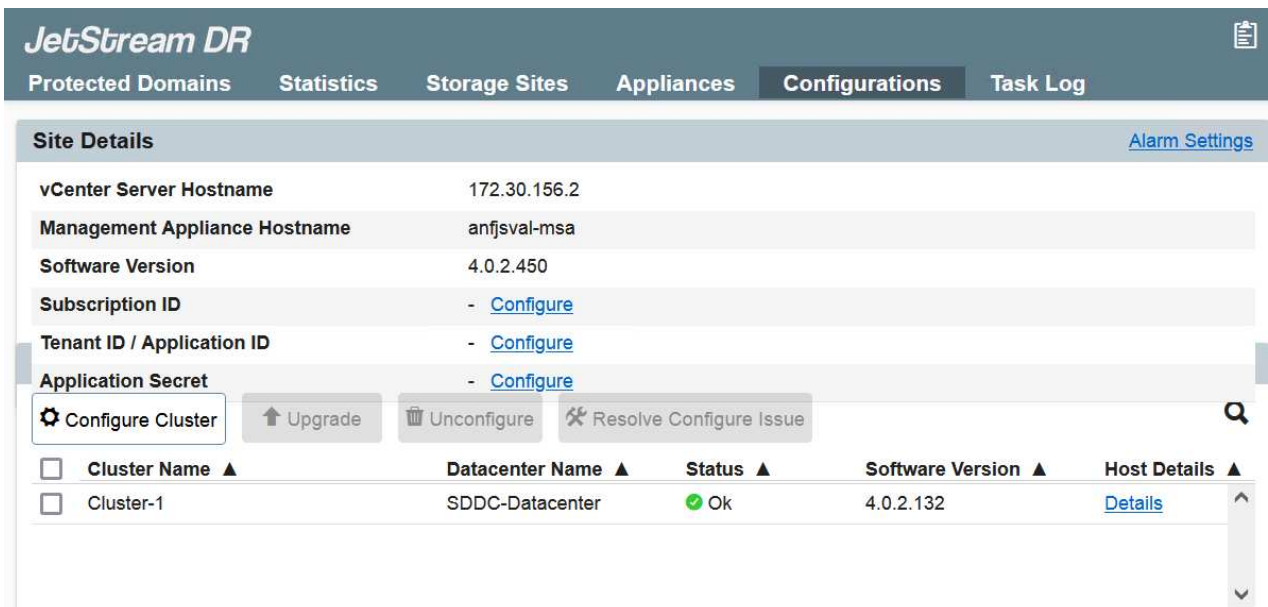 JetStream DR
Protected Domains Statistics Storage Sites Appliances Configurations Task Log
Site Details Alarm Settings
vCenter Server Hostname 172.30.156.2
Management Appliance Hostname anfjsval-msa
Software Version 4.0.2.450
Subscription ID - Configure
Tenant ID / Application ID - Configure
Application Secret - Configure
Configure Cluster Upgrade Unconfigure Resolve Configure Issue
Cluster Name ▲ Datacenter Name ▲ Status ▲ Software Version ▲ Host Details ▲
Cluster-1 SDDC-Datacenter Ok 4.0.2.132 Details